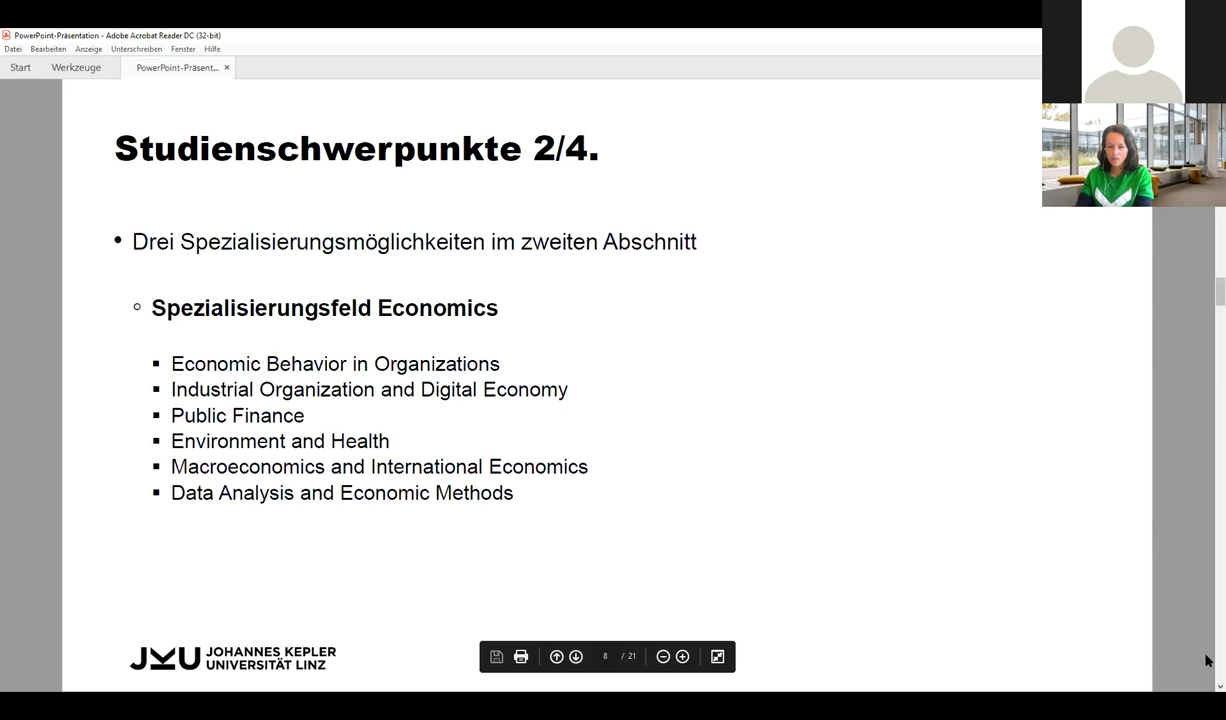 PowerPoint-Präsentation - Adobe Acrobat Reader DC (32-bit)
Datei Bearbeiten Anzeige Unterschreiben Fenster Hilfe
Start Werkzeuge PowerPoint-Präsent... ×
Studienschwerpunkte 2/4.
• Drei Spezialisierungsmöglichkeiten im zweiten Abschnitt
○ Spezialisierungsfeld Economics
▪ Economic Behavior in Organizations
▪ Industrial Organization and Digital Economy
▪ Public Finance
▪ Environment and Health
▪ Macroeconomics and International Economics
▪ Data Analysis and Economic Methods
JKU JOHANNES KEPLER
UNIVERSITÄT LINZ
8 / 21